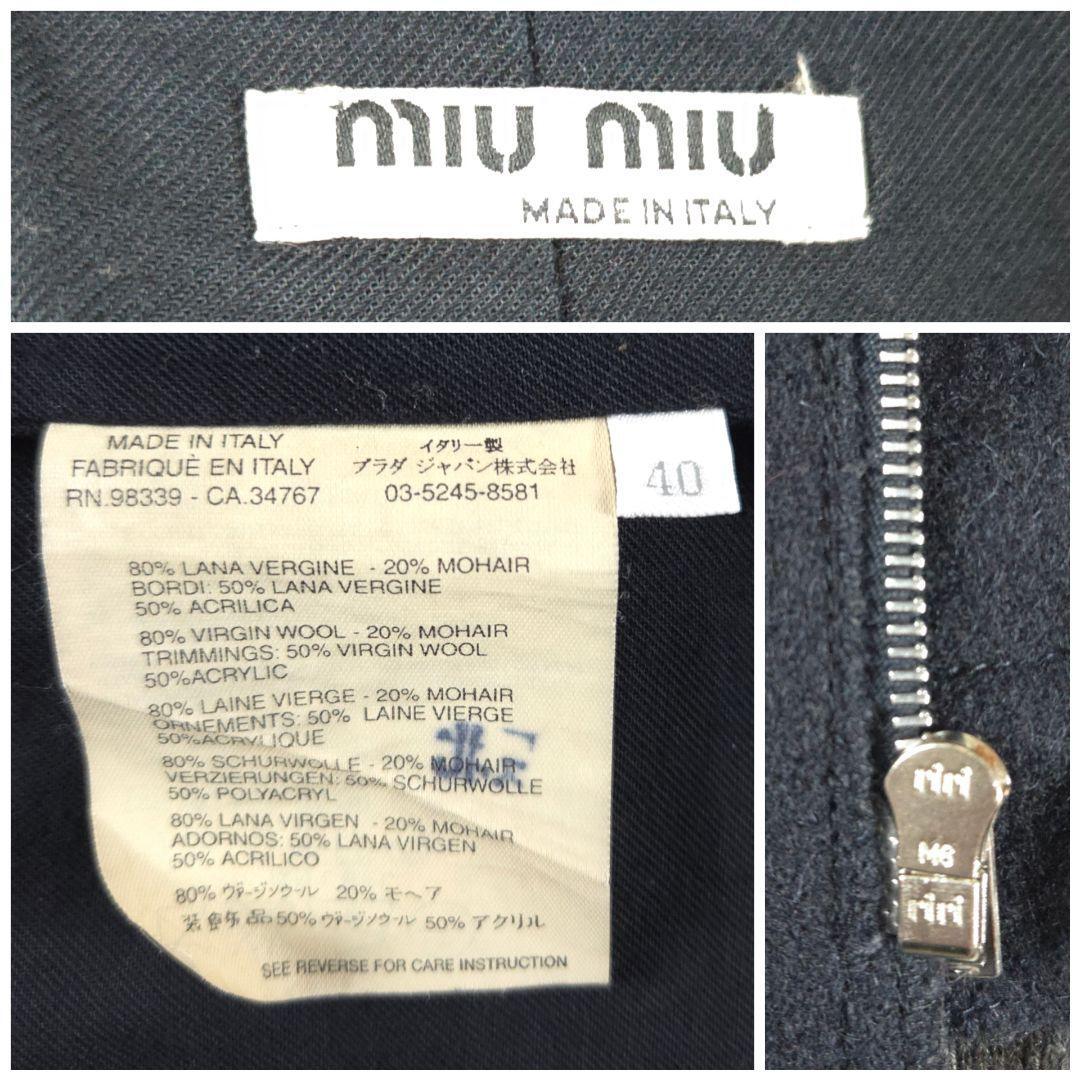 miu miu
MADE IN ITALY
MADE IN ITALY
FABRIQUÈ EN ITALY
RN.98339 - CA.34767
イタリー製
プラダ ジャパン株式会社
03-5245-8581
40
80% LANA VERGINE - 20% MOHAIR
BORDI: 50% LANA VERGINE
50% ACRILICA
80% VIRGIN WOOL - 20% MOHAIR
TRIMMINGS: 50% VIRGIN WOOL
50%ACRYLIC
80% LAINE VIERGE - 20% MOHAIR
ORNEMENTS: 50% LAINE VIERGE
50%ACRYLIQUE
80% SCHURWOLLE - 20% MOHAIR
VERZIERUNGEN: 50% SCHURWOLLE
50% POLYACRYL
80% LANA VIRGEN - 20% MOHAIR
ADORNOS: 50% LANA VIRGEN
50% ACRILICO
80% ヴァージンウール 20% モヘア
装飾品 50% ヴァージンウール 50% アクリル
SEE REVERSE FOR CARE INSTRUCTION
riri
M6
riri